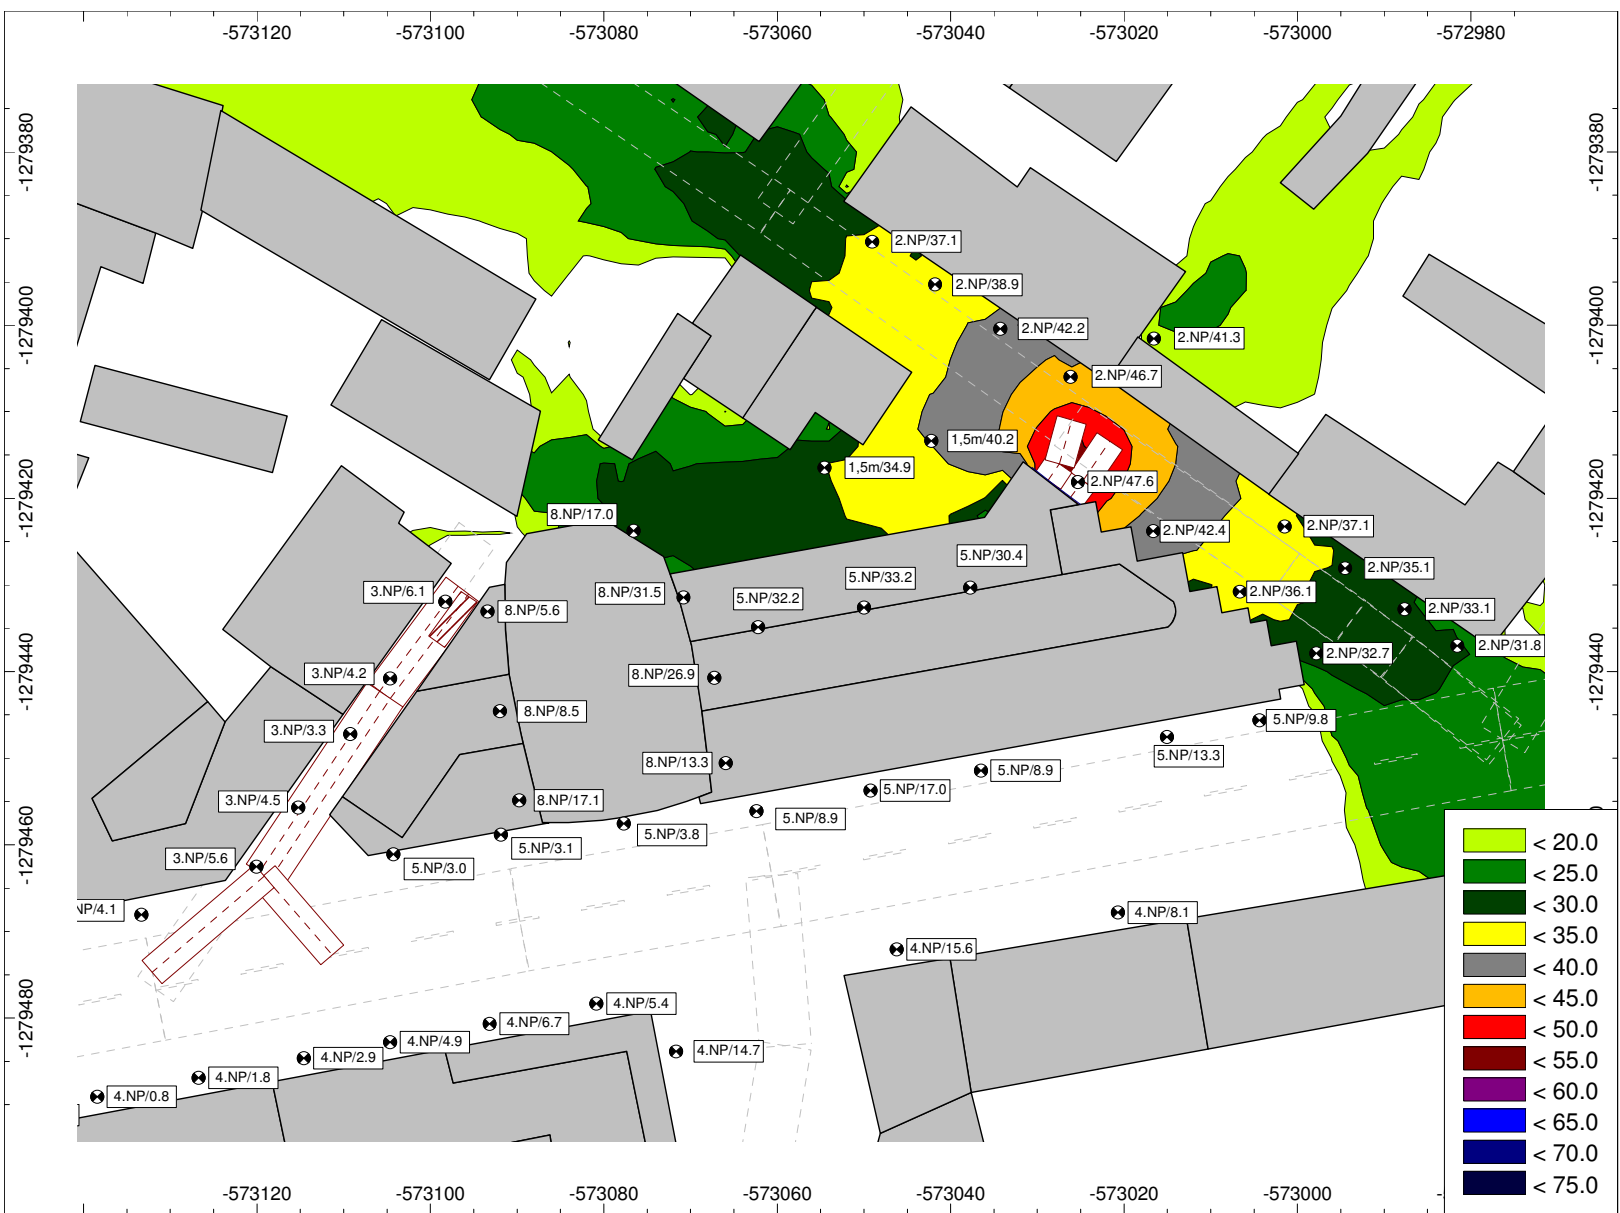 -573120 -573100 -573080 -573060 -573040 -573020 -573000 -572980
-1279380
-1279380
2.NP/37.1
2.NP/38.9
-1279400
-1279400
2.NP/42.2
2.NP/41.3
2.NP/46.7
1,5m/40.2
1,5m/34.9
2.NP/47.6
-1279420
-1279420
8.NP/17.0
2.NP/37.1
2.NP/42.4
5.NP/30.4
2.NP/35.1
5.NP/33.2
3.NP/6.1
8.NP/31.5
2.NP/36.1
5.NP/32.2
8.NP/5.6
2.NP/33.1
2.NP/31.8
2.NP/32.7
3.NP/4.2
8.NP/26.9
-1279440
-1279440
8.NP/8.5
5.NP/9.8
3.NP/3.3
5.NP/13.3
8.NP/13.3
5.NP/8.9
5.NP/17.0
8.NP/17.1
3.NP/4.5
5.NP/8.9
5.NP/3.8
-1279460
5.NP/3.1
3.NP/5.6
5.NP/3.0
NP/4.1
4.NP/8.1
4.NP/15.6
4.NP/5.4
-1279480
4.NP/6.7
4.NP/4.9
4.NP/14.7
4.NP/2.9
4.NP/1.8
4.NP/0.8
< 20.0
< 25.0
< 30.0
< 35.0
< 40.0
< 45.0
< 50.0
< 55.0
< 60.0
< 65.0
< 70.0
< 75.0
-573120 -573100 -573080 -573060 -573040 -573020 -573000